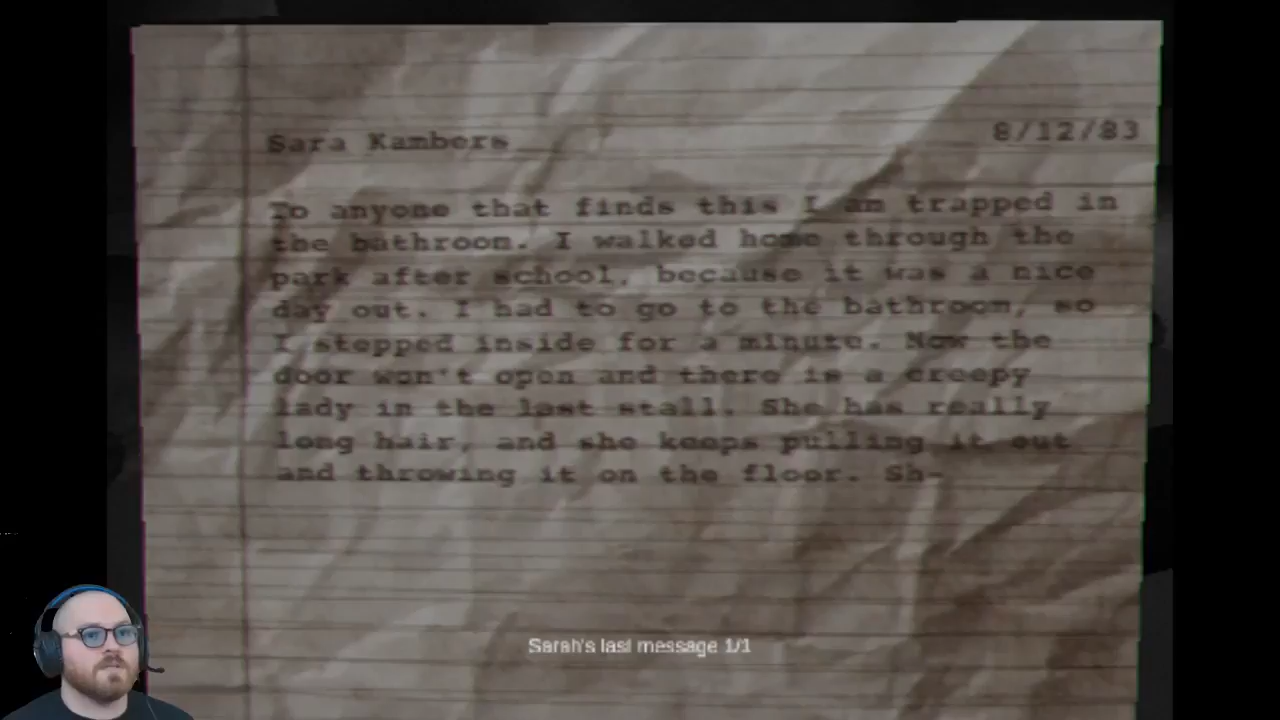 Sara Kambers
8/12/83
To anyone that finds this I am trapped in
the bathroom. I walked home through the
park after school, because it was a nice
day out. I had to go to the bathroom, so
I stepped inside for a minute. Now the
door won't open and there is a creepy
lady in the last stall. She has really
long hair, and she keeps pulling it out
and throwing it on the floor. Sh-
Sarah's last message 1/1